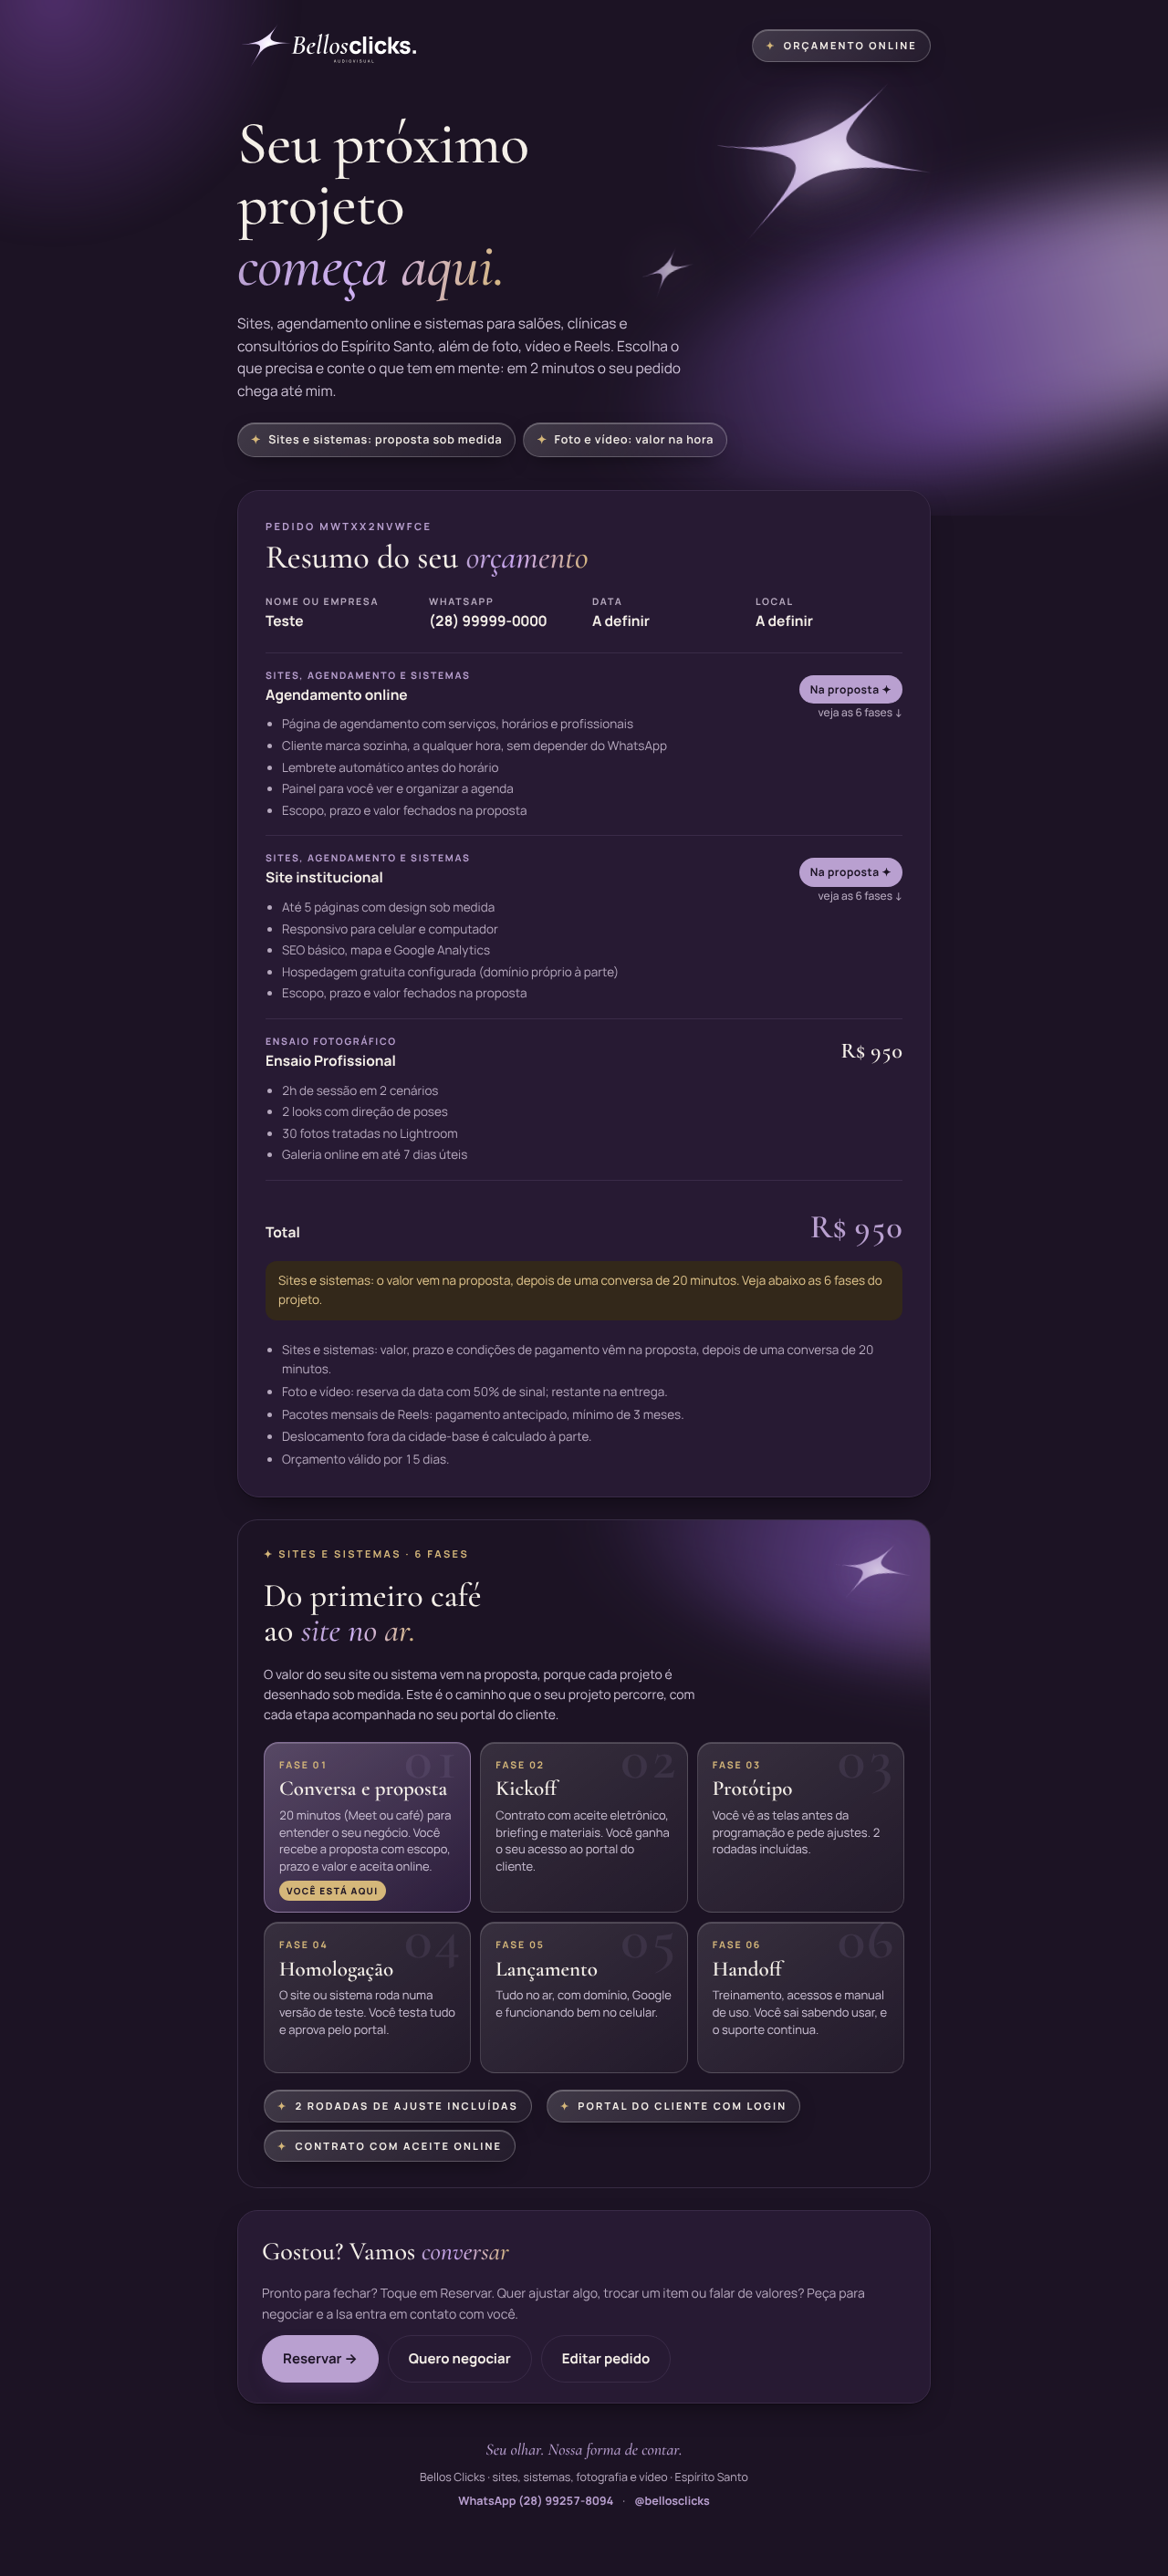 Bellosclicks.
AUDIOVISUAL
✦ ORÇAMENTO ONLINE
Seu próximo
projeto
começa aqui.
Sites, agendamento online e sistemas para salões, clínicas e
consultórios do Espírito Santo, além de foto, vídeo e Reels. Escolha o
que precisa e conte o que tem em mente: em 2 minutos o seu pedido
chega até mim.
✦ Sites e sistemas: proposta sob medida
✦ Foto e vídeo: valor na hora
PEDIDO MWTXX2NVWFCE
Resumo do seu orçamento
NOME OU EMPRESA
Teste
WHATSAPP
(28) 99999-0000
DATA
A definir
LOCAL
A definir
SITES, AGENDAMENTO E SISTEMAS
Agendamento online
Na proposta ✦
veja as 6 fases ↓
• Página de agendamento com serviços, horários e profissionais
• Cliente marca sozinha, a qualquer hora, sem depender do WhatsApp
• Lembrete automático antes do horário
• Painel para você ver e organizar a agenda
• Escopo, prazo e valor fechados na proposta
SITES, AGENDAMENTO E SISTEMAS
Site institucional
Na proposta ✦
veja as 6 fases ↓
• Até 5 páginas com design sob medida
• Responsivo para celular e computador
• SEO básico, mapa e Google Analytics
• Hospedagem gratuita configurada (domínio próprio à parte)
• Escopo, prazo e valor fechados na proposta
ENSAIO FOTOGRÁFICO
Ensaio Profissional
R$ 950
• 2h de sessão em 2 cenários
• 2 looks com direção de poses
• 30 fotos tratadas no Lightroom
• Galeria online em até 7 dias úteis
Total
R$ 950
Sites e sistemas: o valor vem na proposta, depois de uma conversa de 20 minutos. Veja abaixo as 6 fases do
projeto.
• Sites e sistemas: valor, prazo e condições de pagamento vêm na proposta, depois de uma conversa de 20
minutos.
• Foto e vídeo: reserva da data com 50% de sinal; restante na entrega.
• Pacotes mensais de Reels: pagamento antecipado, mínimo de 3 meses.
• Deslocamento fora da cidade-base é calculado à parte.
• Orçamento válido por 15 dias.
✦ SITES E SISTEMAS · 6 FASES
Do primeiro café
ao site no ar.
O valor do seu site ou sistema vem na proposta, porque cada projeto é
desenhado sob medida. Este é o caminho que o seu projeto percorre, com
cada etapa acompanhada no seu portal do cliente.
FASE 01
01
Conversa e proposta
20 minutos (Meet ou café) para
entender o seu negócio. Você
recebe a proposta com escopo,
prazo e valor e aceita online.
VOCÊ ESTÁ AQUI
FASE 02
02
Kickoff
Contrato com aceite eletrônico,
briefing e materiais. Você ganha
o seu acesso ao portal do
cliente.
FASE 03
03
Protótipo
Você vê as telas antes da
programação e pede ajustes. 2
rodadas incluídas.
FASE 04
04
Homologação
O site ou sistema roda numa
versão de teste. Você testa tudo
e aprova pelo portal.
FASE 05
05
Lançamento
Tudo no ar, com domínio, Google
e funcionando bem no celular.
FASE 06
06
Handoff
Treinamento, acessos e manual
de uso. Você sai sabendo usar, e
o suporte continua.
✦ 2 RODADAS DE AJUSTE INCLUÍDAS
✦ PORTAL DO CLIENTE COM LOGIN
✦ CONTRATO COM ACEITE ONLINE
Gostou? Vamos conversar
Pronto para fechar? Toque em Reservar. Quer ajustar algo, trocar um item ou falar de valores? Peça para
negociar e a Isa entra em contato com você.
Reservar →
Quero negociar
Editar pedido
Seu olhar. Nossa forma de contar.
Bellos Clicks · sites, sistemas, fotografia e vídeo · Espírito Santo
WhatsApp (28) 99257-8094 · @bellosclicks